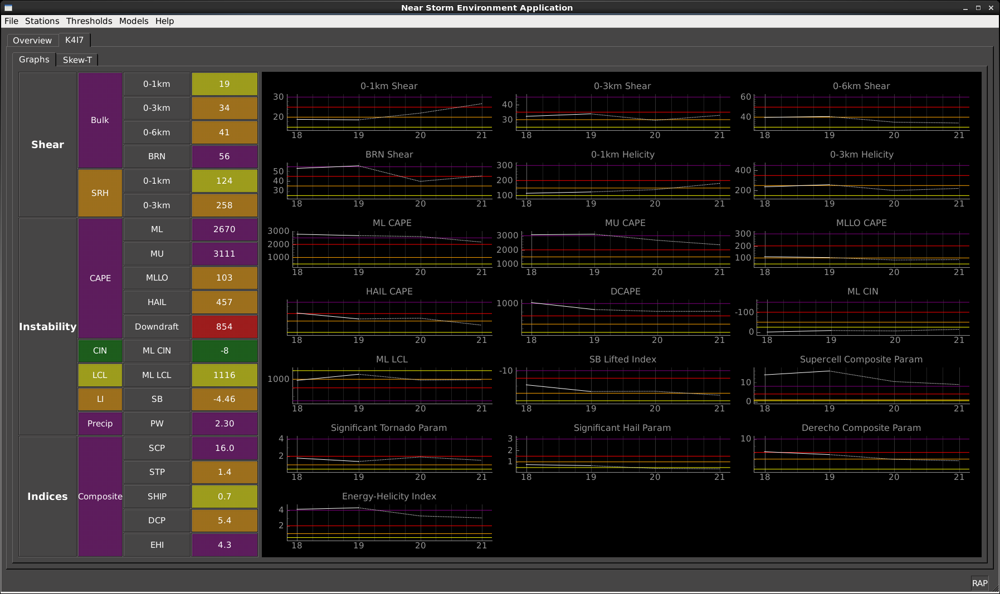 Near Storm Environment Application
File Stations Thresholds Models Help
Overview K4I7
Graphs Skew-T
Shear
Bulk
0-1km 19
0-3km 34
0-6km 41
BRN 56
SRH
0-1km 124
0-3km 258
Instability
CAPE
ML 2670
MU 3111
MLLO 103
HAIL 457
Downdraft 854
CIN ML CIN -8
LCL ML LCL 1116
LI SB -4.46
Precip PW 2.30
Indices
Composite
SCP 16.0
STP 1.4
SHIP 0.7
DCP 5.4
EHI 4.3
0-1km Shear
30
20
18 19 20 21
0-3km Shear
40
30
18 19 20 21
0-6km Shear
60
40
18 19 20 21
BRN Shear
50
40
30
18 19 20 21
0-1km Helicity
300
200
100
18 19 20 21
0-3km Helicity
400
200
18 19 20 21
ML CAPE
3000
2000
1000
18 19 20 21
MU CAPE
3000
2000
1000
18 19 20 21
MLLO CAPE
300
200
100
18 19 20 21
HAIL CAPE
18 19 20 21
DCAPE
1000
18 19 20 21
ML CIN
-100
0
18 19 20 21
ML LCL
1000
18 19 20 21
SB Lifted Index
-10
18 19 20 21
Supercell Composite Param
10
0
18 19 20 21
Significant Tornado Param
4
2
18 19 20 21
Significant Hail Param
3
2
1
18 19 20 21
Derecho Composite Param
10
18 19 20 21
Energy-Helicity Index
4
2
18 19 20 21
RAP